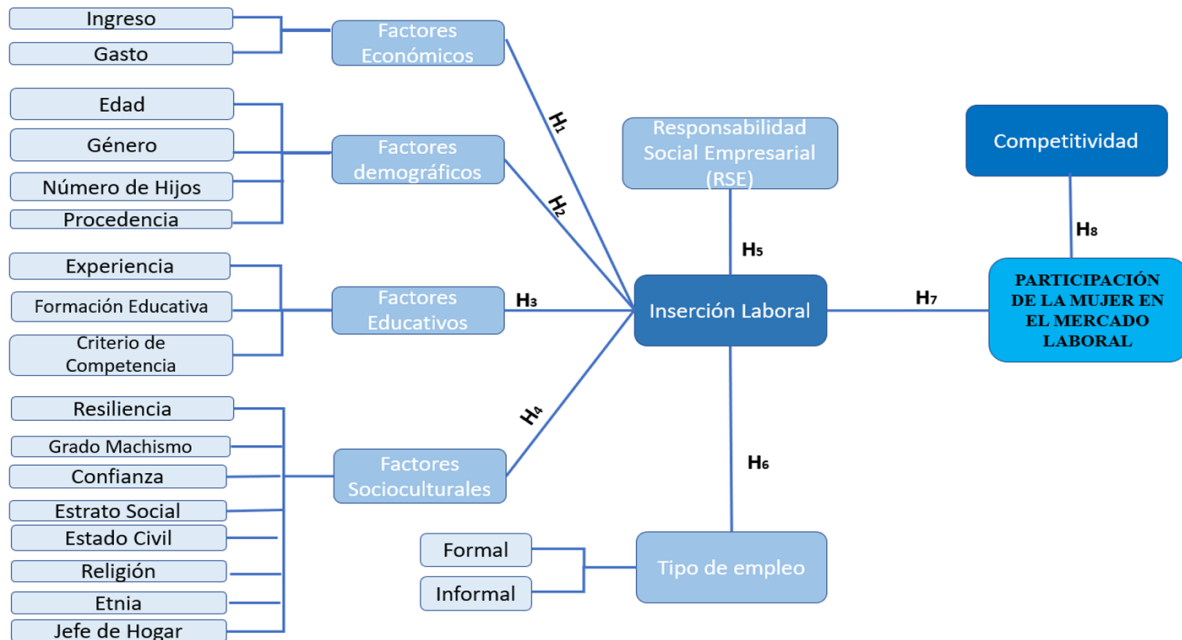 Ingreso
Gasto
Factores
Económicos
Edad
Género
Número de Hijos
Procedencia
Factores
demográficos
Experiencia
Formación Educativa
Criterio de
Competencia
Factores
Educativos
Resiliencia
Grado Machismo
Confianza
Estrato Social
Estado Civil
Religión
Etnia
Jefe de Hogar
Factores
Socioculturales
H1
H2
H3
H4
Responsabilidad
Social Empresarial
(RSE)
H5
Inserción Laboral
H6
Formal
Informal
Tipo de empleo
H7
Competitividad
H8
PARTICIPACIÓN
DE LA MUJER EN
EL MERCADO
LABORAL